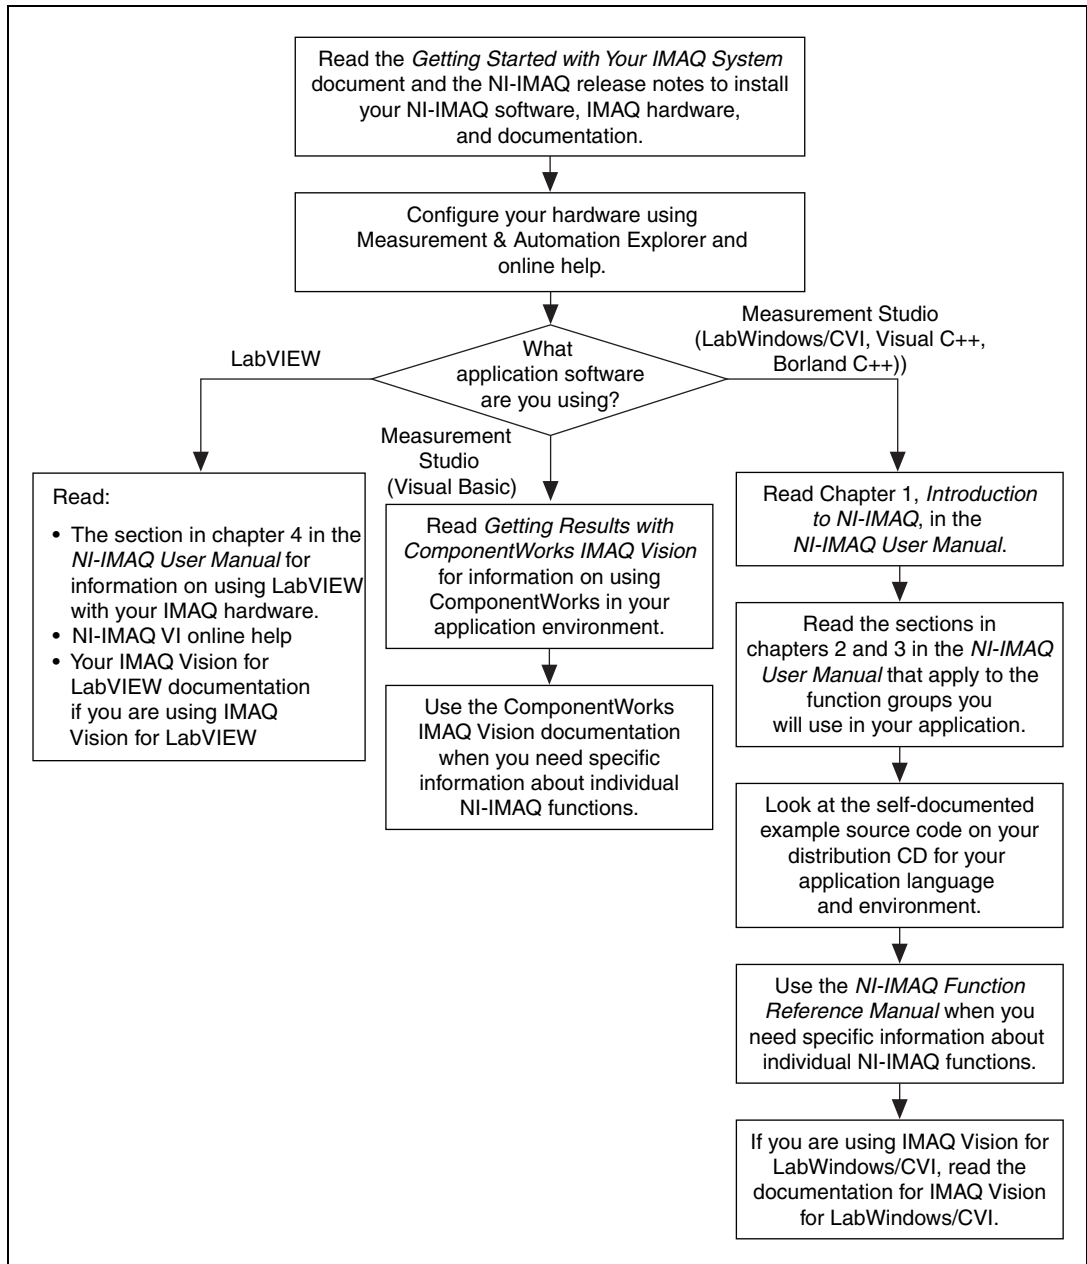 Read the Getting Started with Your IMAQ System
document and the NI-IMAQ release notes to install
your NI-IMAQ software, IMAQ hardware,
and documentation.
Configure your hardware using
Measurement & Automation Explorer and
online help.
What
application software
are you using?
LabVIEW
Read:
• The section in chapter 4 in the
NI-IMAQ User Manual for
information on using LabVIEW
with your IMAQ hardware.
• NI-IMAQ VI online help
• Your IMAQ Vision for
LabVIEW documentation
if you are using IMAQ
Vision for LabVIEW
Measurement
Studio
(Visual Basic)
Read Getting Results with
ComponentWorks IMAQ Vision
for information on using
ComponentWorks in your
application environment.
Use the ComponentWorks
IMAQ Vision documentation
when you need specific
information about individual
NI-IMAQ functions.
Measurement Studio
(LabWindows/CVI, Visual C++,
Borland C++))
Read Chapter 1, Introduction
to NI-IMAQ, in the
NI-IMAQ User Manual.
Read the sections in
chapters 2 and 3 in the NI-IMAQ
User Manual that apply to the
function groups you
will use in your application.
Look at the self-documented
example source code on your
distribution CD for your
application language
and environment.
Use the NI-IMAQ Function
Reference Manual when you
need specific information about
individual NI-IMAQ functions.
If you are using IMAQ Vision for
LabWindows/CVI, read the
documentation for IMAQ Vision
for LabWindows/CVI.